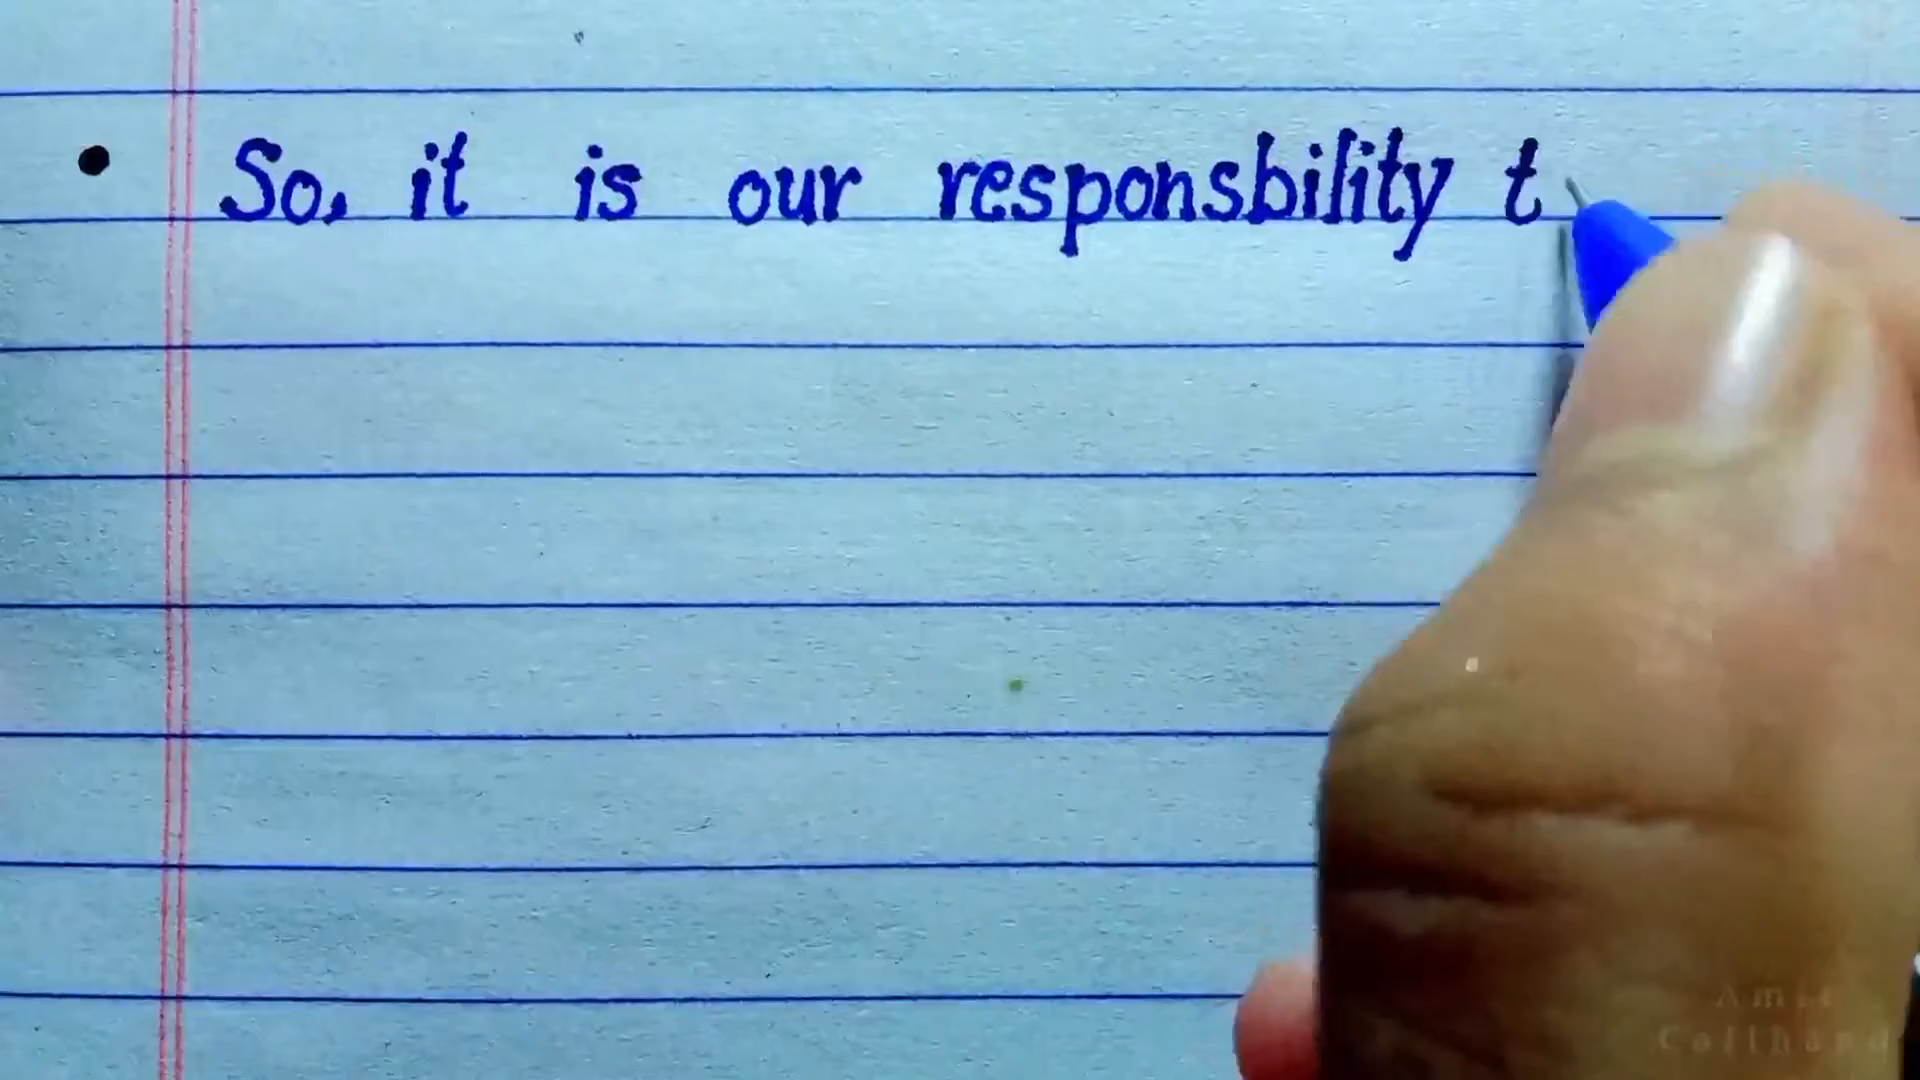 • So, it is our responsbility t